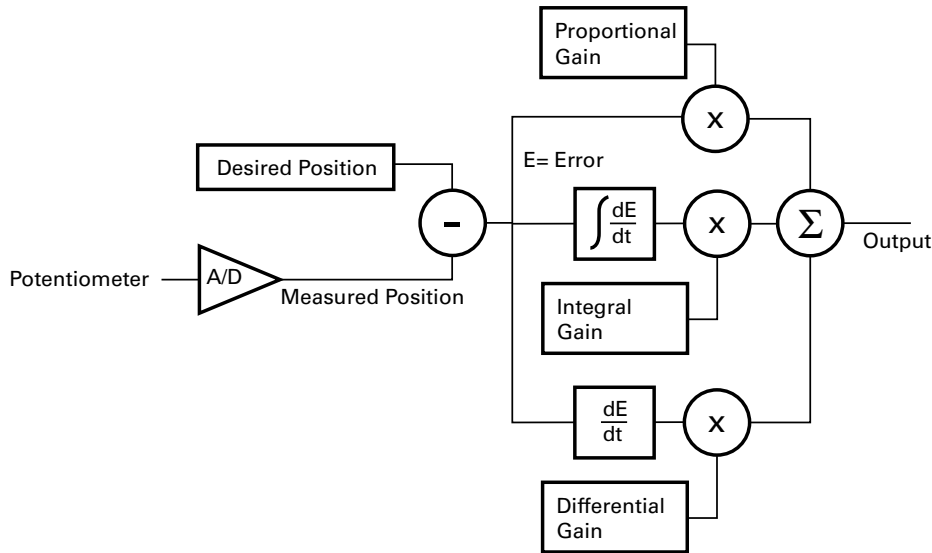 Proportional
Gain
x
E= Error
Desired Position
-
∫ dE
dt
x
Σ
Output
Potentiometer
A/D
Measured Position
Integral
Gain
dE
dt
x
Differential
Gain